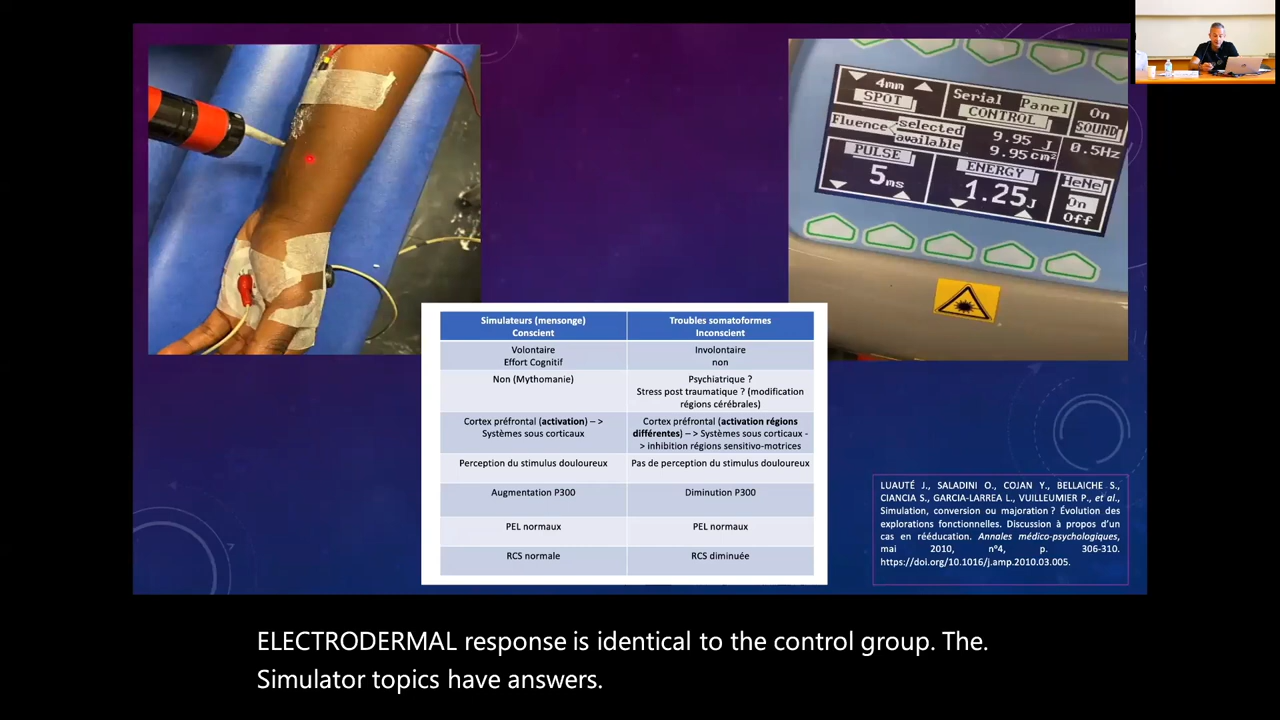 4mm
SPOT
Serial Panel
CONTROL
On
SOUND
0.5Hz
Fluence
selected
available
9.95 J
9.95 cm²
PULSE
5ms
ENERGY
1.25J
HeNe
On
Off
Simulateurs (mensonge)
Conscient
Troubles somatoformes
Inconscient
Volontaire
Effort Cognitif
Involontaire
non
Non (Mythomanie)
Psychiatrique ?
Stress post traumatique ? (modification
régions cérébrales)
Cortex préfrontal (activation) – >
Systèmes sous corticaux
Cortex préfrontal (activation régions
différentes) – > Systèmes sous corticaux -
> inhibition régions sensitivo-motrices
Perception du stimulus douloureux
Pas de perception du stimulus douloureux
Augmentation P300
Diminution P300
PEL normaux
PEL normaux
RCS normale
RCS diminuée
LUAUTÉ J., SALADINI O., COJAN Y., BELLAICHE S.,
CIANCIA S., GARCIA-LARREA L., VUILLEUMIER P., et al.,
Simulation, conversion ou majoration ? Évolution des
explorations fonctionnelles. Discussion à propos d’un
cas en rééducation. Annales médico-psychologiques,
mai 2010, n°4, p. 306-310.
https://doi.org/10.1016/j.amp.2010.03.005.
ELECTRODERMAL response is identical to the control group. The.
Simulator topics have answers.